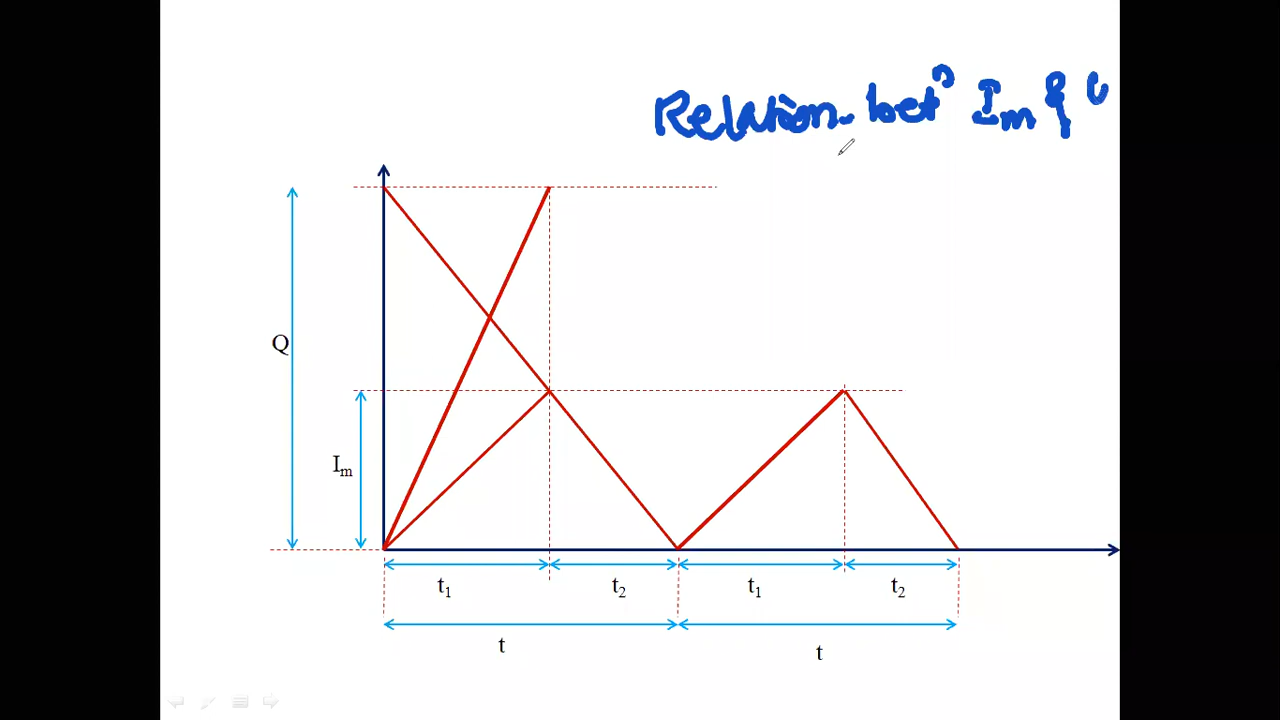 Relation betⁿ Im &
Q
Im
t1 t2 t1 t2
t t